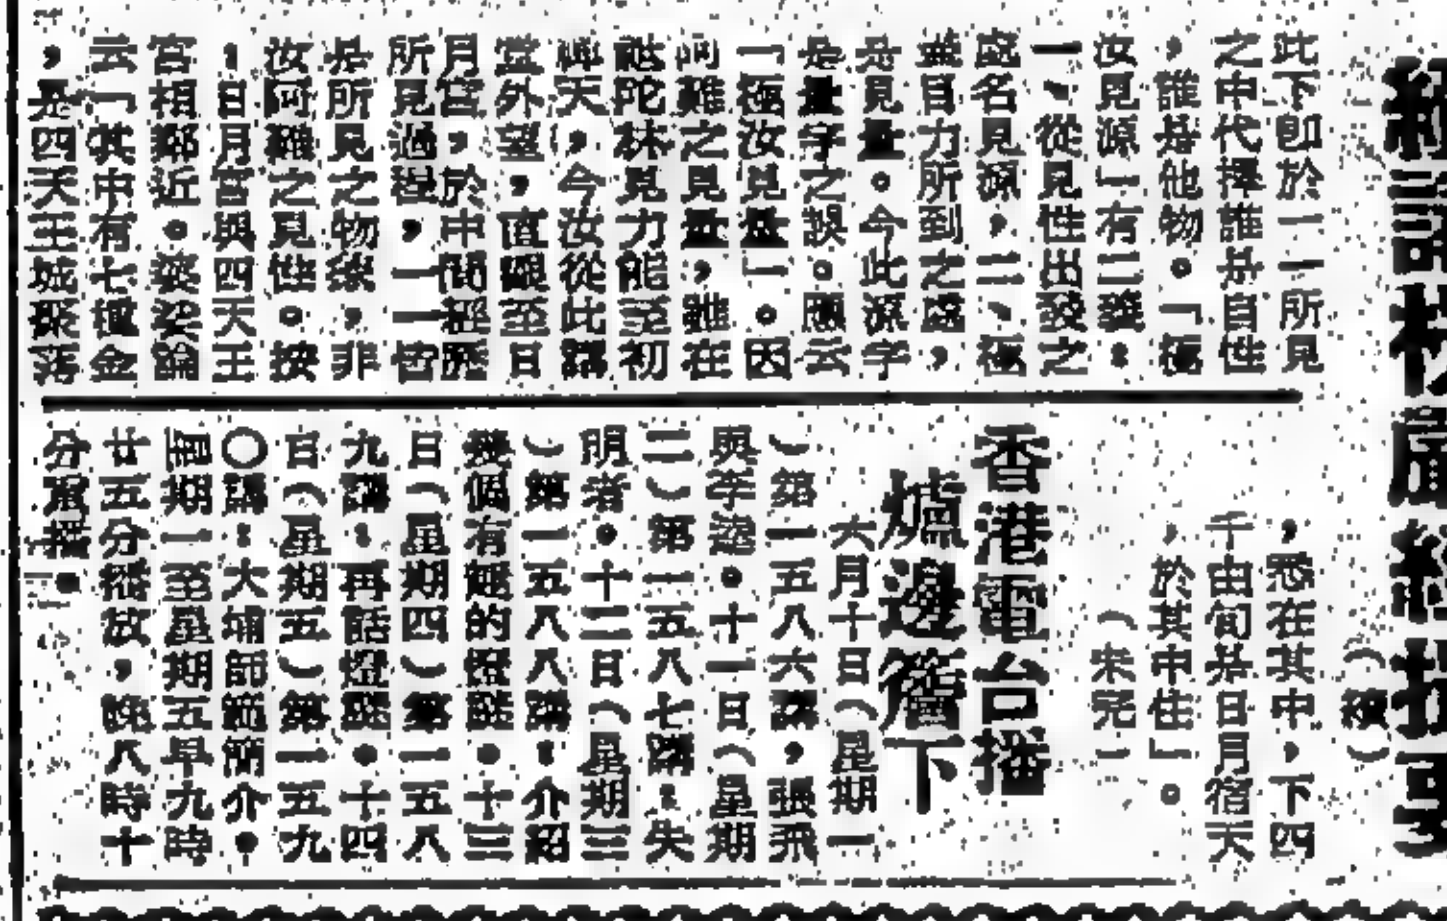 （續）
此下卽於一一所見
之中代擇誰是自性
，誰是他物。「極
汝見源」有二義：
一、從見性出發之
處名見源，二、極
盡目力所到之處，
是見量。今此源字
是量字之誤。應云
「極汝見量」。因
阿難之見量，雖在
祇陀林見力能至初
禪天，今汝從此講
堂外望，直觀至日
月宮，於中間經歷
所見過程，一一皆
是所見之物象，非
汝阿難之見性。按
：日月宮與四天王
宮相鄰近。婆沙論
云「其中有七種金
，是四天王城聚落
，悉在其中，下四
千由旬是日月宿天
，於其中住」。
（未完一）
香港電台播
爐邊簷下
六月十日（星期一
）第一五八六講，張飛
與李逵。十一日（星期
二）第一五八七講：失
明者。十二日（星期三
）第一五八八講：介紹
幾個有趣的燈謎。十三
日（星期四）第一五八
九講：再話燈謎。十四
日（星期五）第一五九
〇講：大埔師範簡介。
星期一至星期五早九時
廿五分播放，晚八時十
分重播。